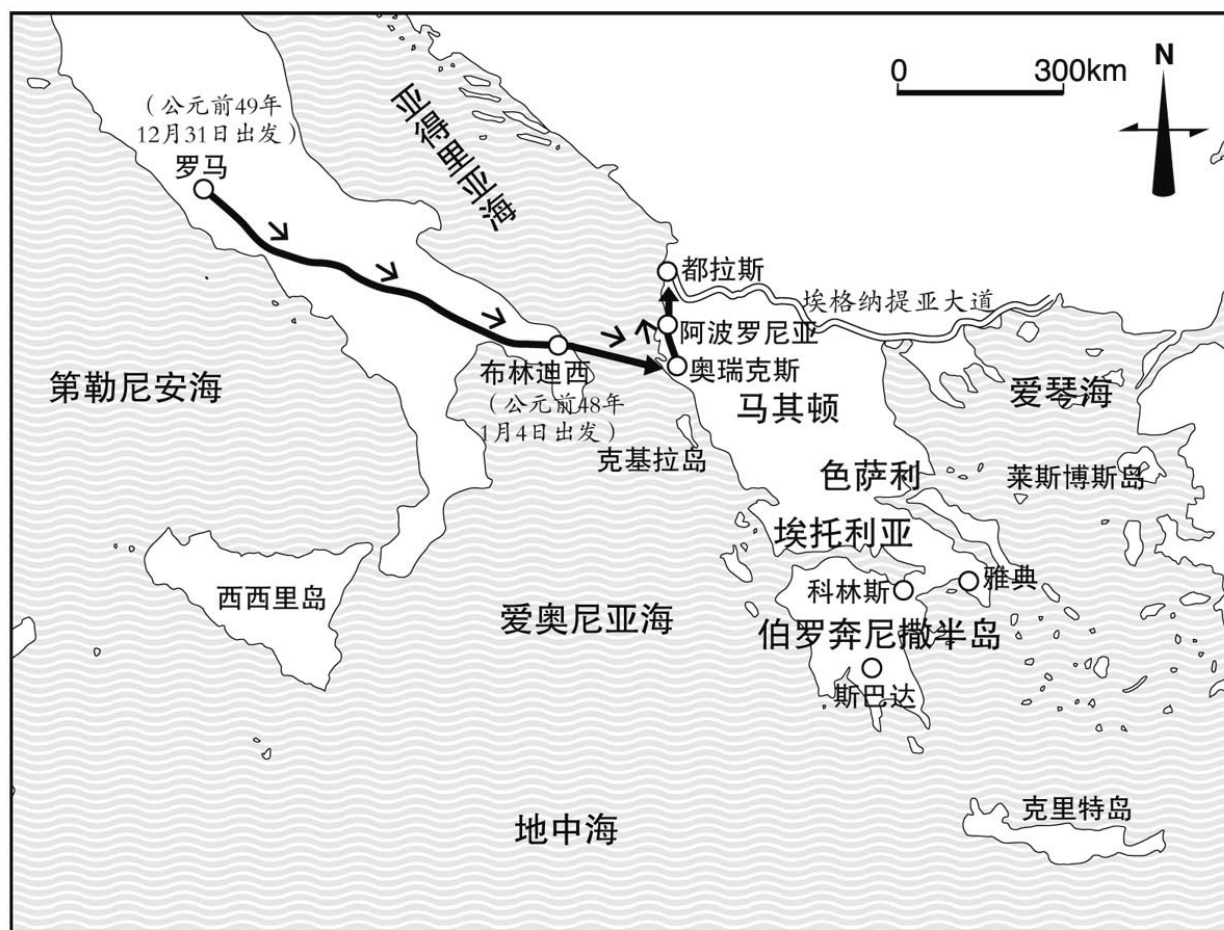 N
0 300km
（公元前49年
12月31日出发）
罗马
亚得里亚海
都拉斯
埃格纳提亚大道
阿波罗尼亚
布林迪西
奥瑞克斯
第勒尼安海
（公元前48年
1月4日出发）
马其顿
爱琴海
克基拉岛
色萨利
莱斯博斯岛
埃托利亚
西西里岛
科林斯
雅典
爱奥尼亚海
伯罗奔尼撒半岛
斯巴达
克里特岛
地中海